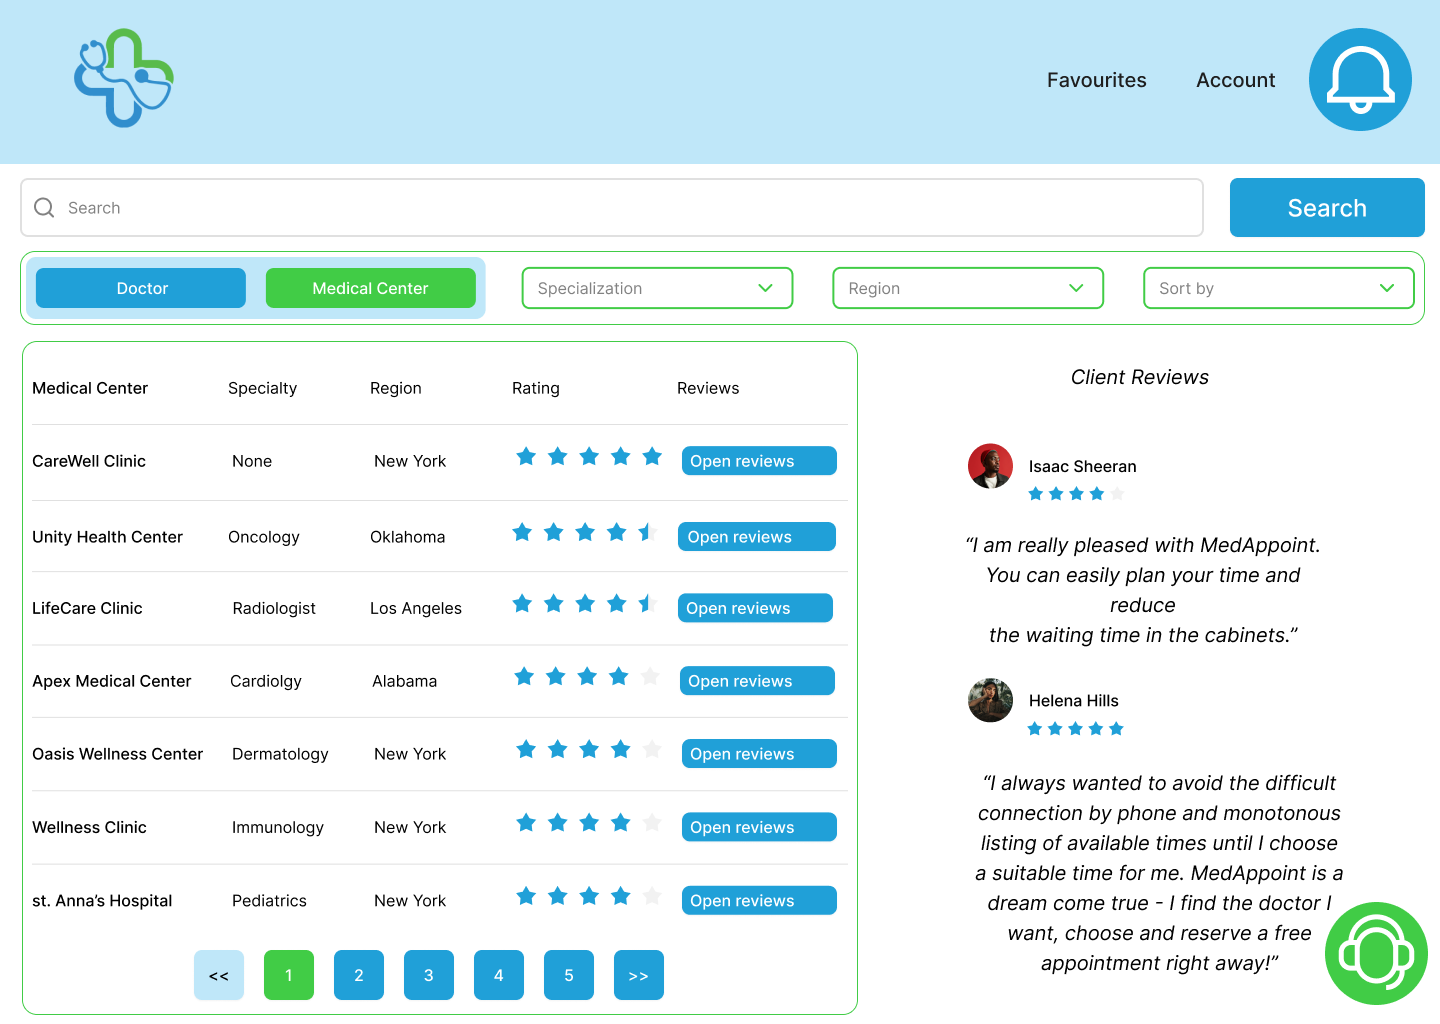 Favourites Account
Search
Search
Doctor Medical Center Specialization Region Sort by
Medical Center Specialty Region Rating Reviews
CareWell Clinic None New York Open reviews
Unity Health Center Oncology Oklahoma Open reviews
LifeCare Clinic Radiologist Los Angeles Open reviews
Apex Medical Center Cardiolgy Alabama Open reviews
Oasis Wellness Center Dermatology New York Open reviews
Wellness Clinic Immunology New York Open reviews
st. Anna’s Hospital Pediatrics New York Open reviews
<< 1 2 3 4 5 >>
Client Reviews
Isaac Sheeran
“I am really pleased with MedAppoint.
You can easily plan your time and
reduce
the waiting time in the cabinets.”
Helena Hills
“I always wanted to avoid the difficult
connection by phone and monotonous
listing of available times until I choose
a suitable time for me. MedAppoint is a
dream come true - I find the doctor I
want, choose and reserve a free
appointment right away!”